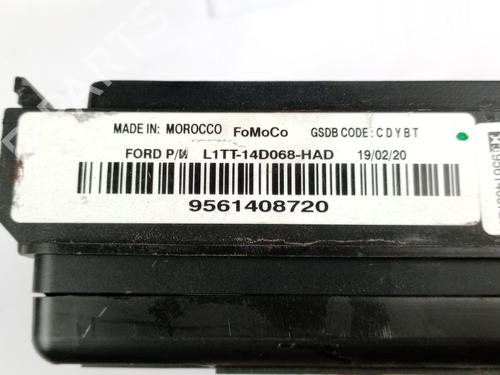 MADE IN: MOROCCO FoMoCo GSDB CODE: CDYBT
FORD P/N L1TT-14D068-HAD 19/02/20
9561408720